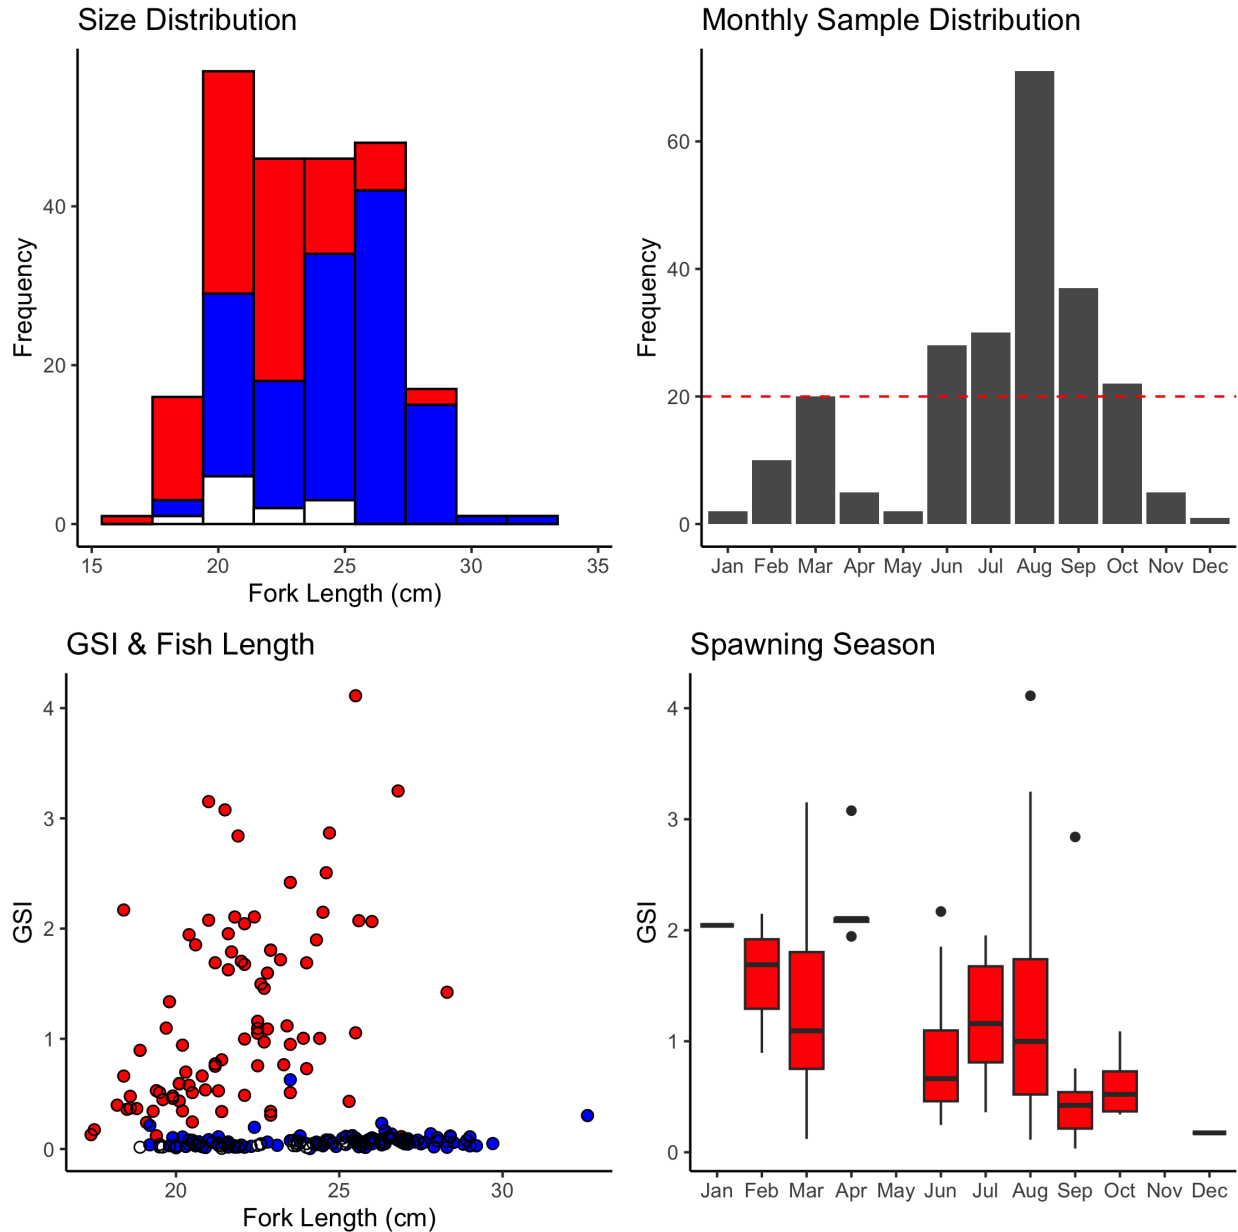 Size Distribution
Frequency
40
20
0
15 20 25 30 35
Fork Length (cm)
Monthly Sample Distribution
Frequency
60
40
20
0
Jan Feb Mar Apr May Jun Jul Aug Sep Oct Nov Dec
GSI & Fish Length
GSI
4
3
2
1
0
20 25 30
Fork Length (cm)
Spawning Season
GSI
4
3
2
1
0
Jan Feb Mar Apr May Jun Jul Aug Sep Oct Nov Dec